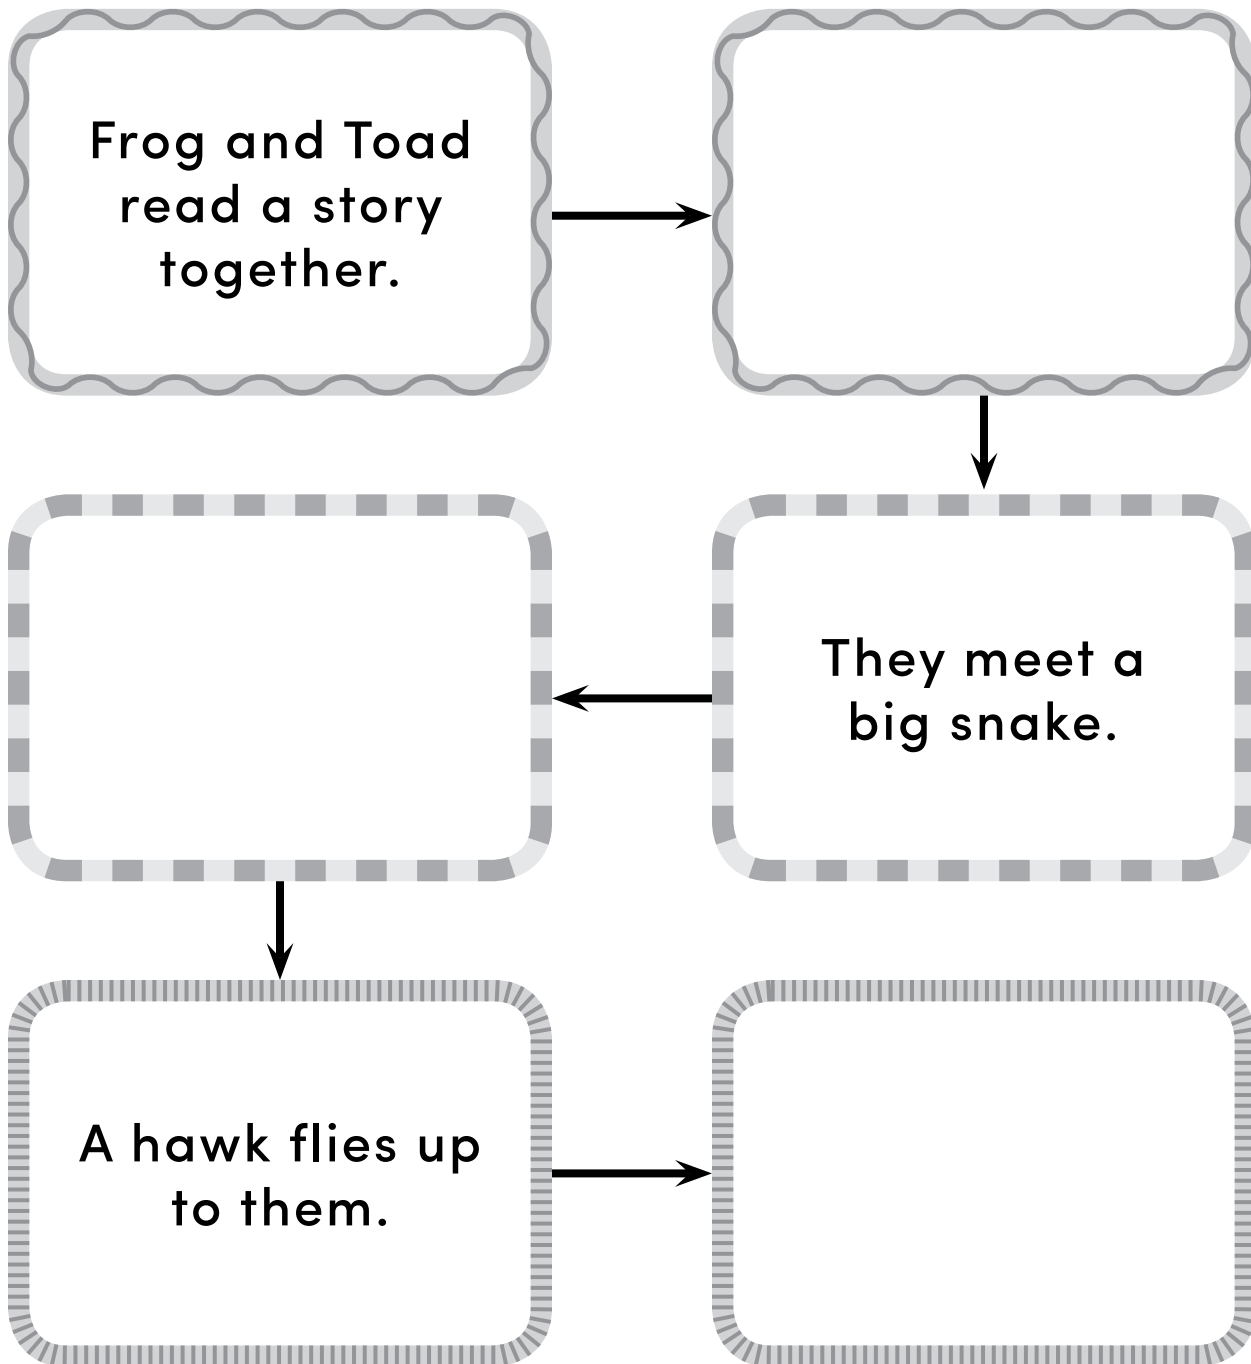 Frog and Toad
read a story
together.
They meet a
big snake.
A hawk flies up
to them.